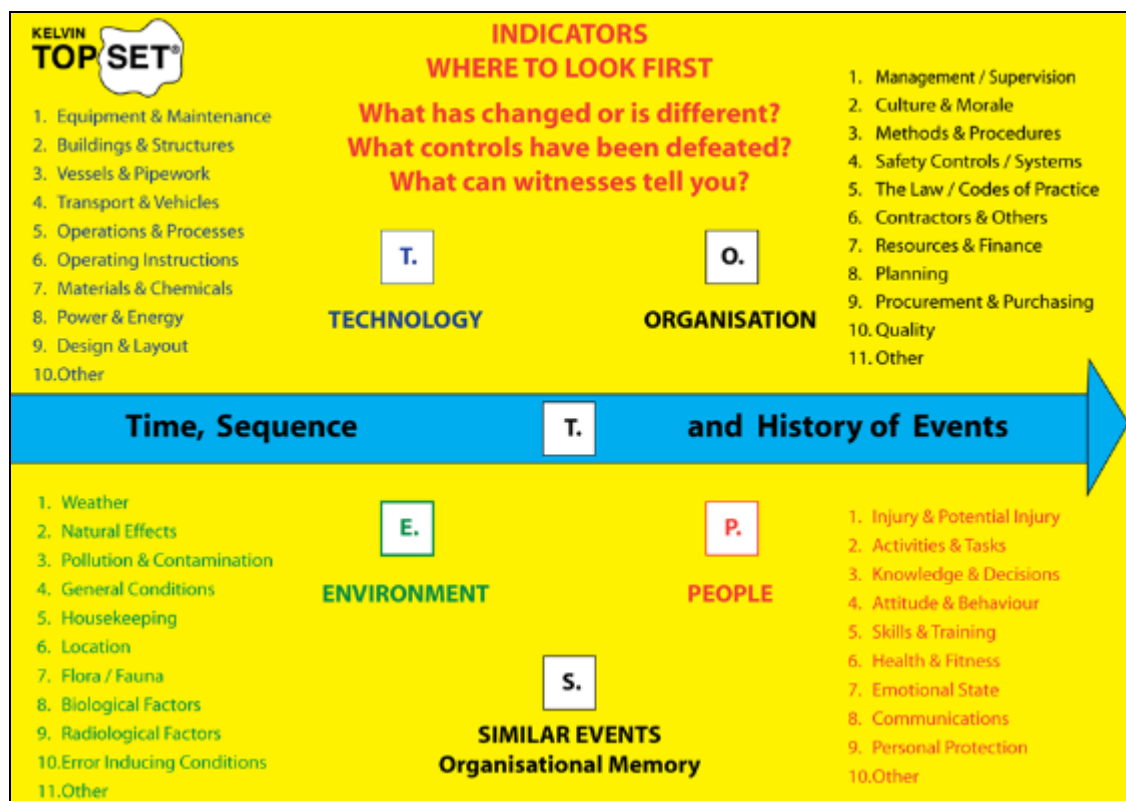 KELVIN
TOP SET®
1. Equipment & Maintenance
2. Buildings & Structures
3. Vessels & Pipework
4. Transport & Vehicles
5. Operations & Processes
6. Operating Instructions
7. Materials & Chemicals
8. Power & Energy
9. Design & Layout
10.Other
INDICATORS
WHERE TO LOOK FIRST
What has changed or is different?
What controls have been defeated?
What can witnesses tell you?
T.
TECHNOLOGY
O.
ORGANISATION
1. Management / Supervision
2. Culture & Morale
3. Methods & Procedures
4. Safety Controls / Systems
5. The Law / Codes of Practice
6. Contractors & Others
7. Resources & Finance
8. Planning
9. Procurement & Purchasing
10. Quality
11. Other
Time, Sequence T. and History of Events
1. Weather
2. Natural Effects
3. Pollution & Contamination
4. General Conditions
5. Housekeeping
6. Location
7. Flora / Fauna
8. Biological Factors
9. Radiological Factors
10.Error Inducing Conditions
11.Other
E.
ENVIRONMENT
P.
PEOPLE
S.
SIMILAR EVENTS
Organisational Memory
1. Injury & Potential Injury
2. Activities & Tasks
3. Knowledge & Decisions
4. Attitude & Behaviour
5. Skills & Training
6. Health & Fitness
7. Emotional State
8. Communications
9. Personal Protection
10.Other